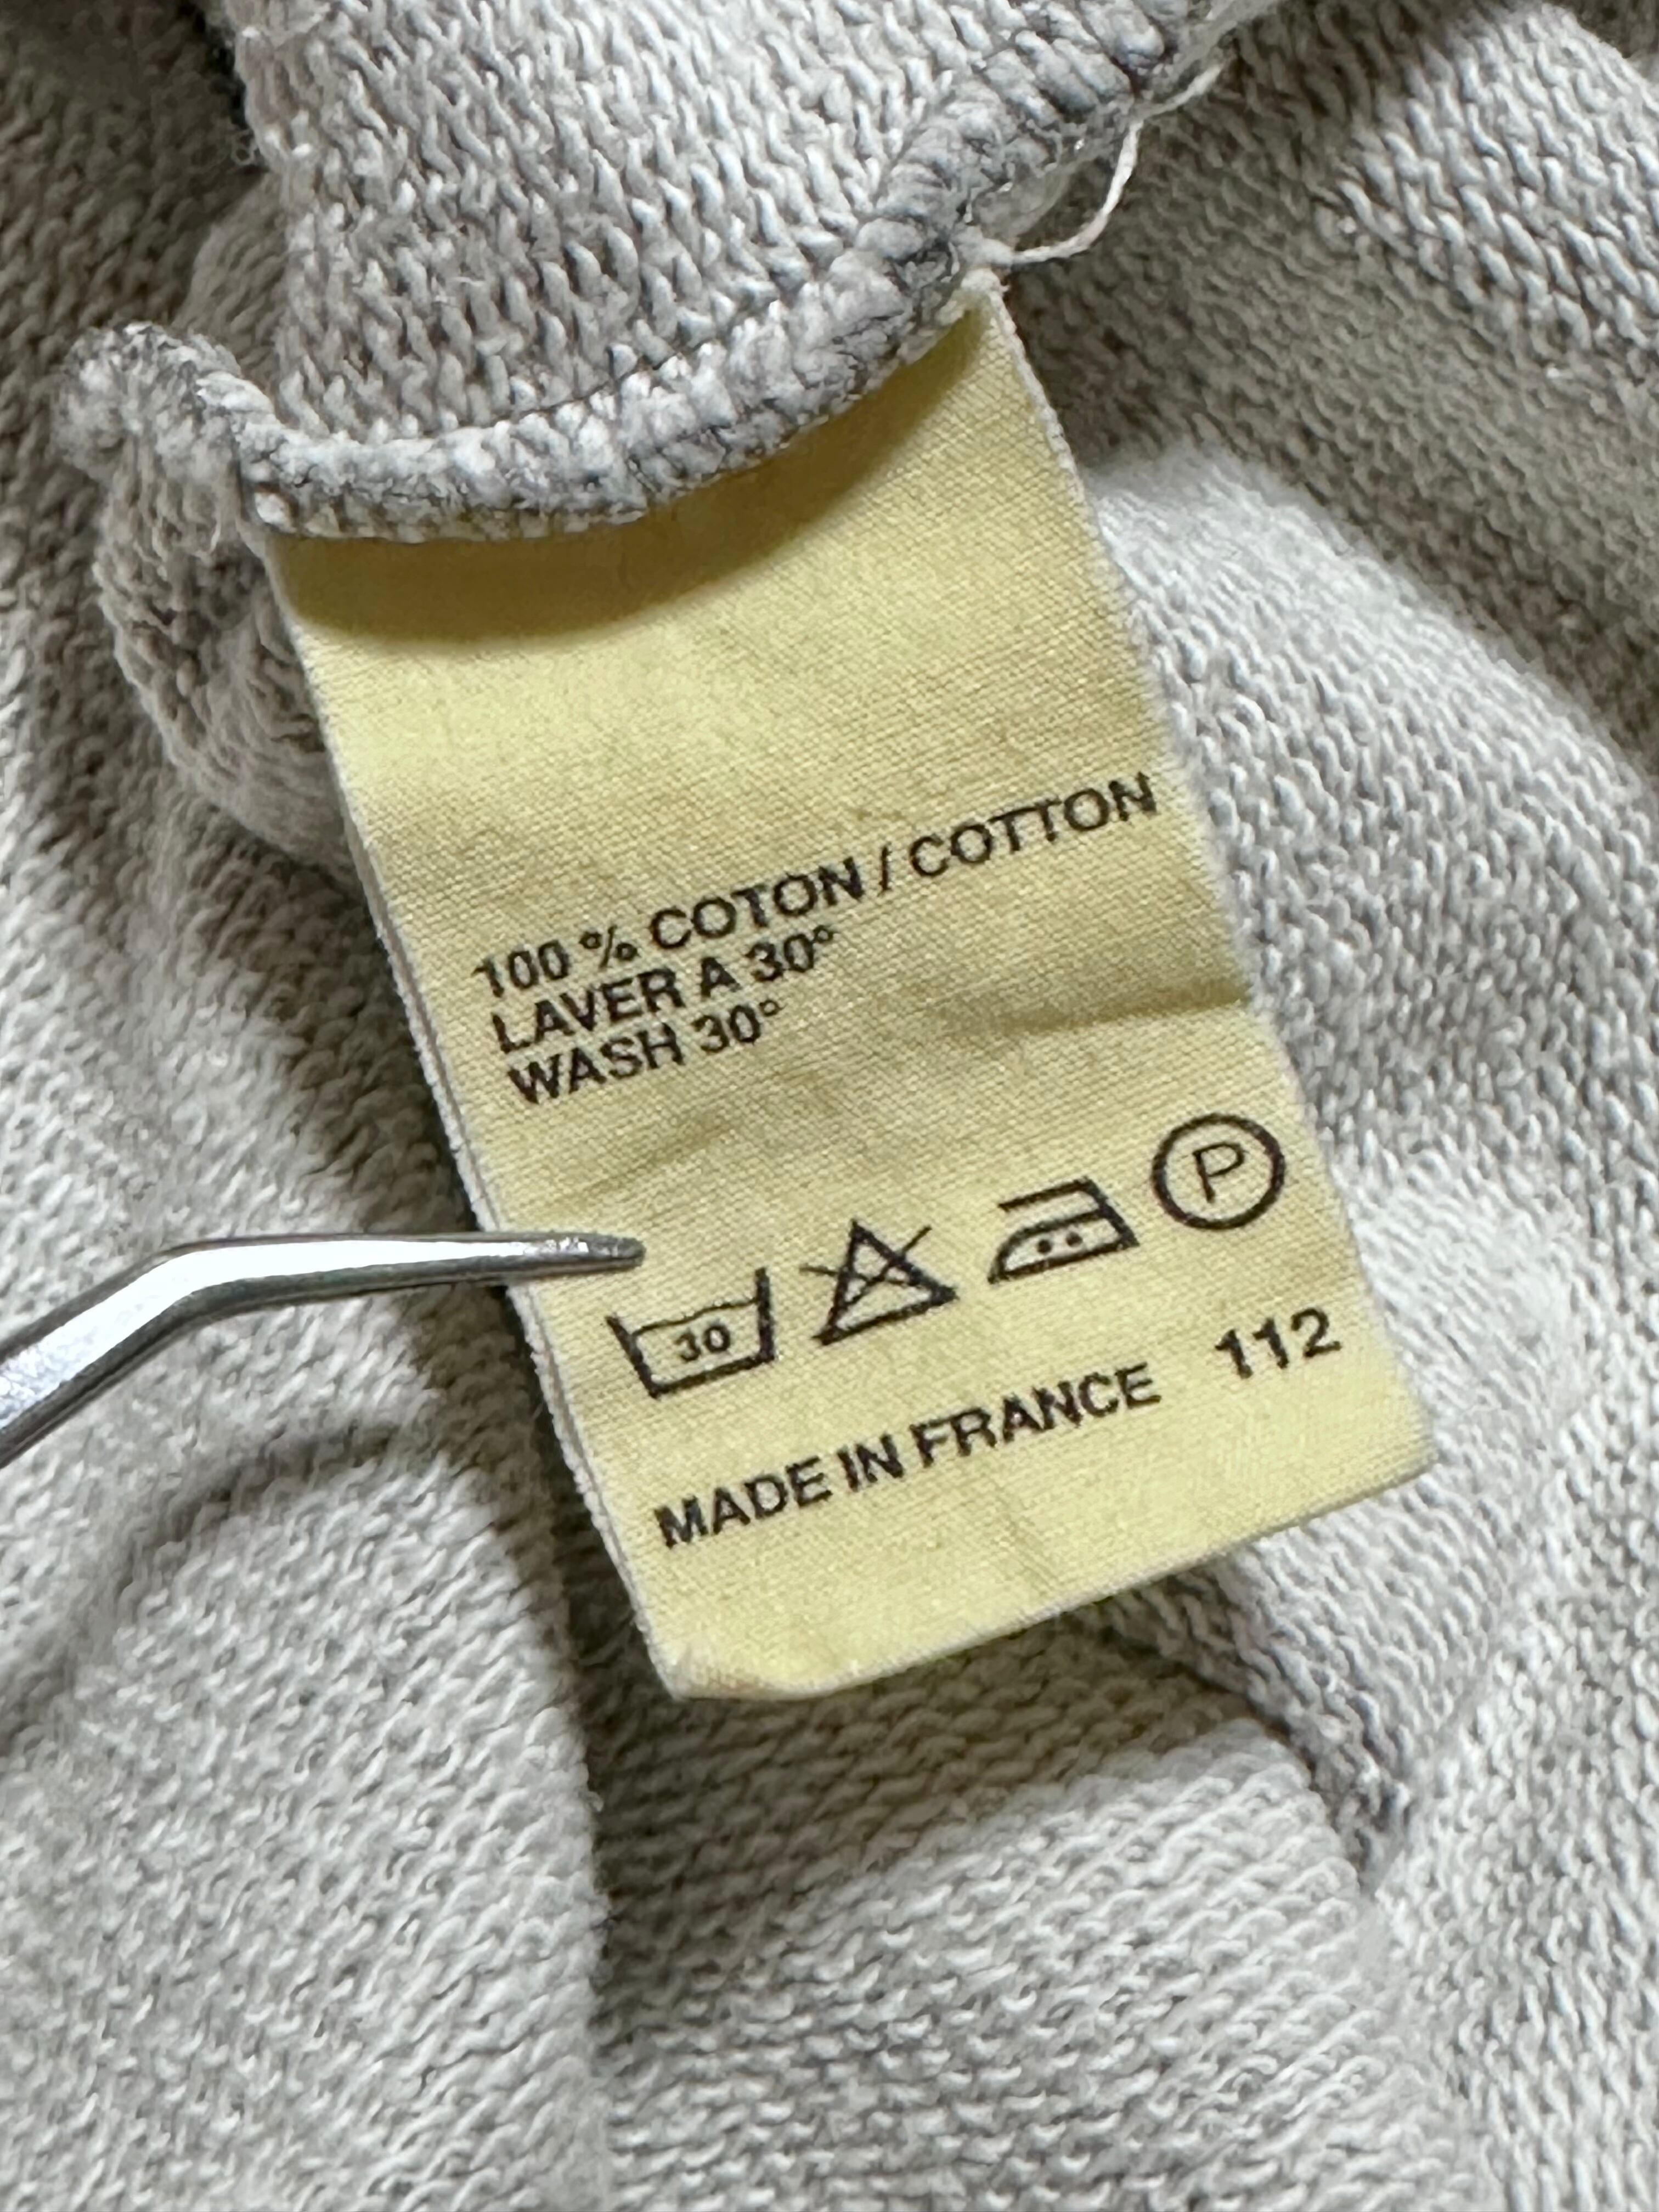 100 % COTON / COTTON
LAVER A 30°
WASH 30°
30 P
MADE IN FRANCE 112